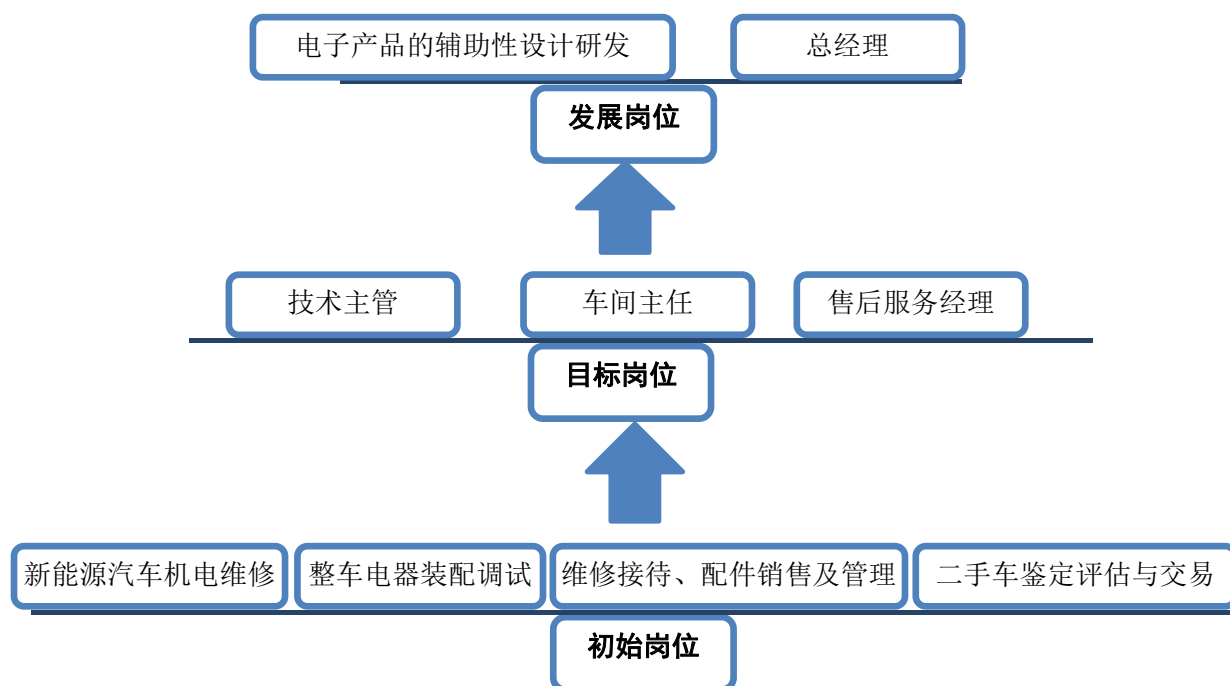 电子产品的辅助性设计研发
总经理
发展岗位
技术主管
车间主任
售后服务经理
目标岗位
新能源汽车机电维修
整车电器装配调试
维修接待、配件销售及管理
二手车鉴定评估与交易
初始岗位